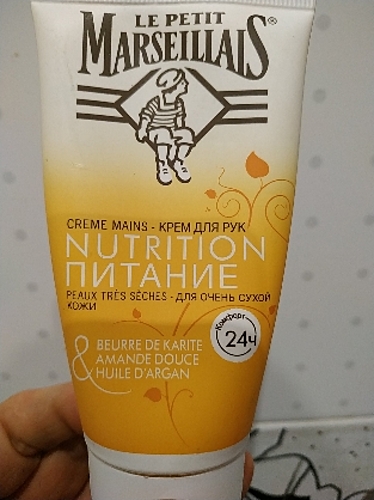 LE PETIT
MARSEILLAIS®
CREME MAINS - КРЕМ ДЛЯ РУК
NUTRITION
ПИТАНИЕ
PEAUX TRÈS SÈCHES - ДЛЯ ОЧЕНЬ СУХОЙ
КОЖИ
Комфорт
24ч
BEURRE DE KARITE
AMANDE DOUCE
& HUILE D'ARGAN